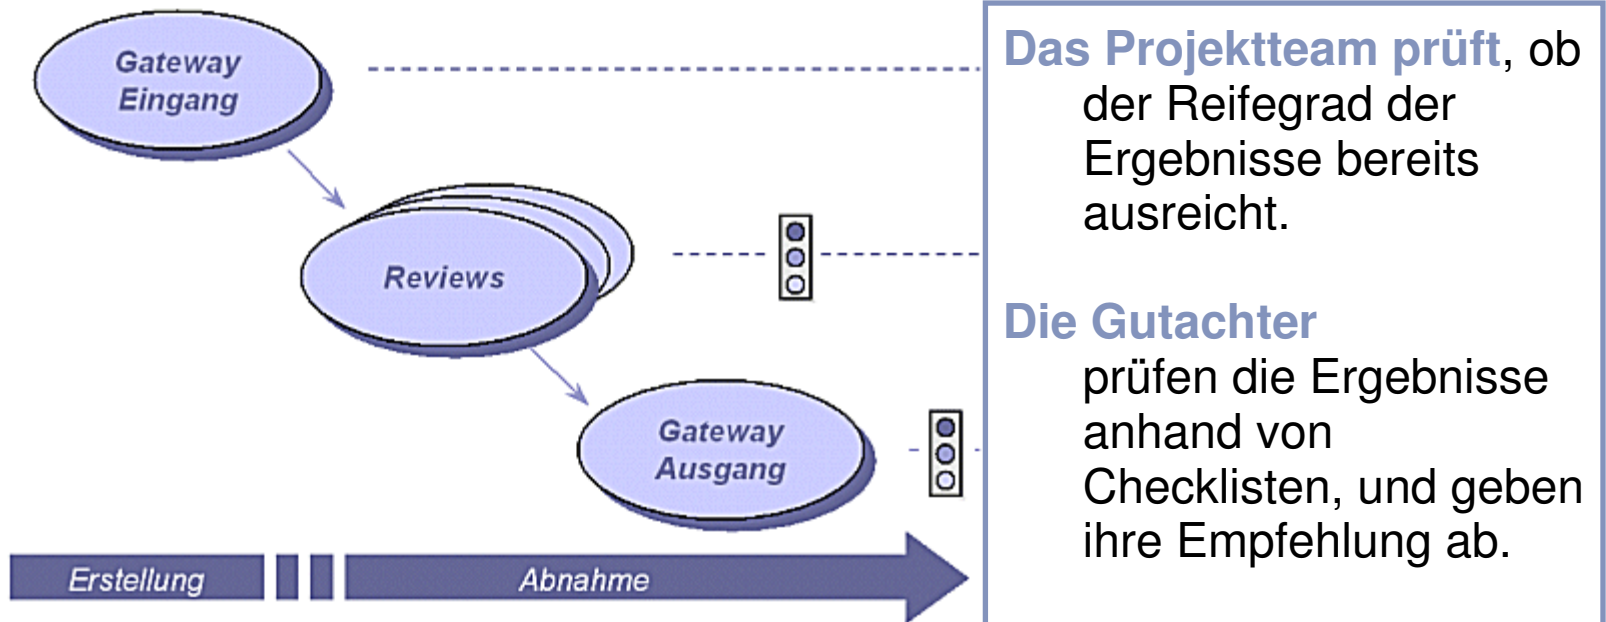 Gateway
Eingang
Reviews
Gateway
Ausgang
Erstellung
Abnahme
Das Projektteam prüft, ob
der Reifegrad der
Ergebnisse bereits
ausreicht.
Die Gutachter
prüfen die Ergebnisse
anhand von
Checklisten, und geben
ihre Empfehlung ab.